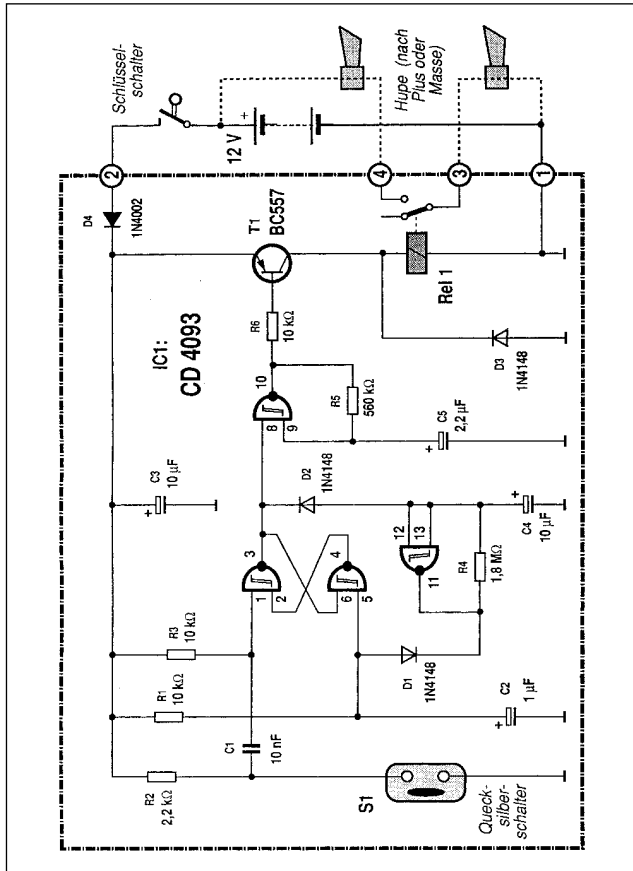 Schlüssel-
schalter
12 V
+
Hupe (nach
Plus oder
Masse)
2
4
3
1
D4
1N4002
T1
BC557
Rel 1
IC1:
CD 4093
R6
10 kΩ
10
8
9
R5
560 kΩ
D3
1N4148
+
C5
2,2 µF
+
C3
10 µF
D2
1N4148
3
1
2
4
6
5
12
13
11
R4
1,8 MΩ
+
C4
10 µF
R3
10 kΩ
R1
10 kΩ
D1
1N4148
C1
10 nF
+
C2
1 µF
R2
2,2 kΩ
S1
Queck-
silber-
schalter